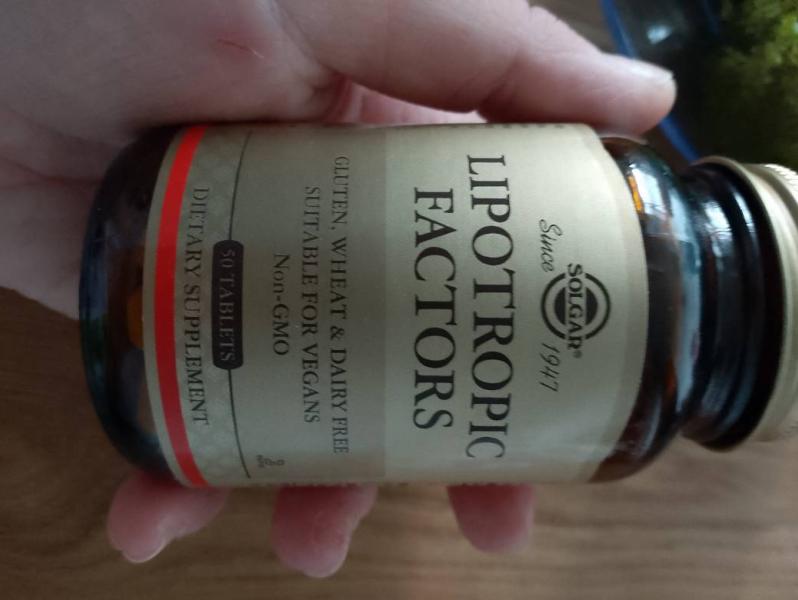 SOLGAR®
Since 1947
LIPOTROPIC
FACTORS
GLUTEN, WHEAT & DAIRY FREE
SUITABLE FOR VEGANS
Non-GMO
50 TABLETS
DIETARY SUPPLEMENT